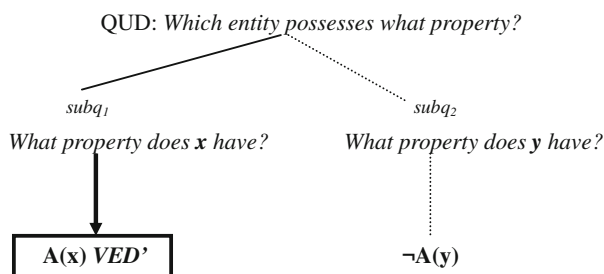 QUD: Which entity possesses what property?
subq₁ subq₂
What property does x have? What property does y have?
A(x) VED’ ¬A(y)